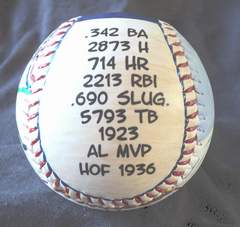 .342 BA
2873 H
714 HR
2213 RBI
.690 SLUG.
5793 TB
1923
AL MVP
HOF 1936